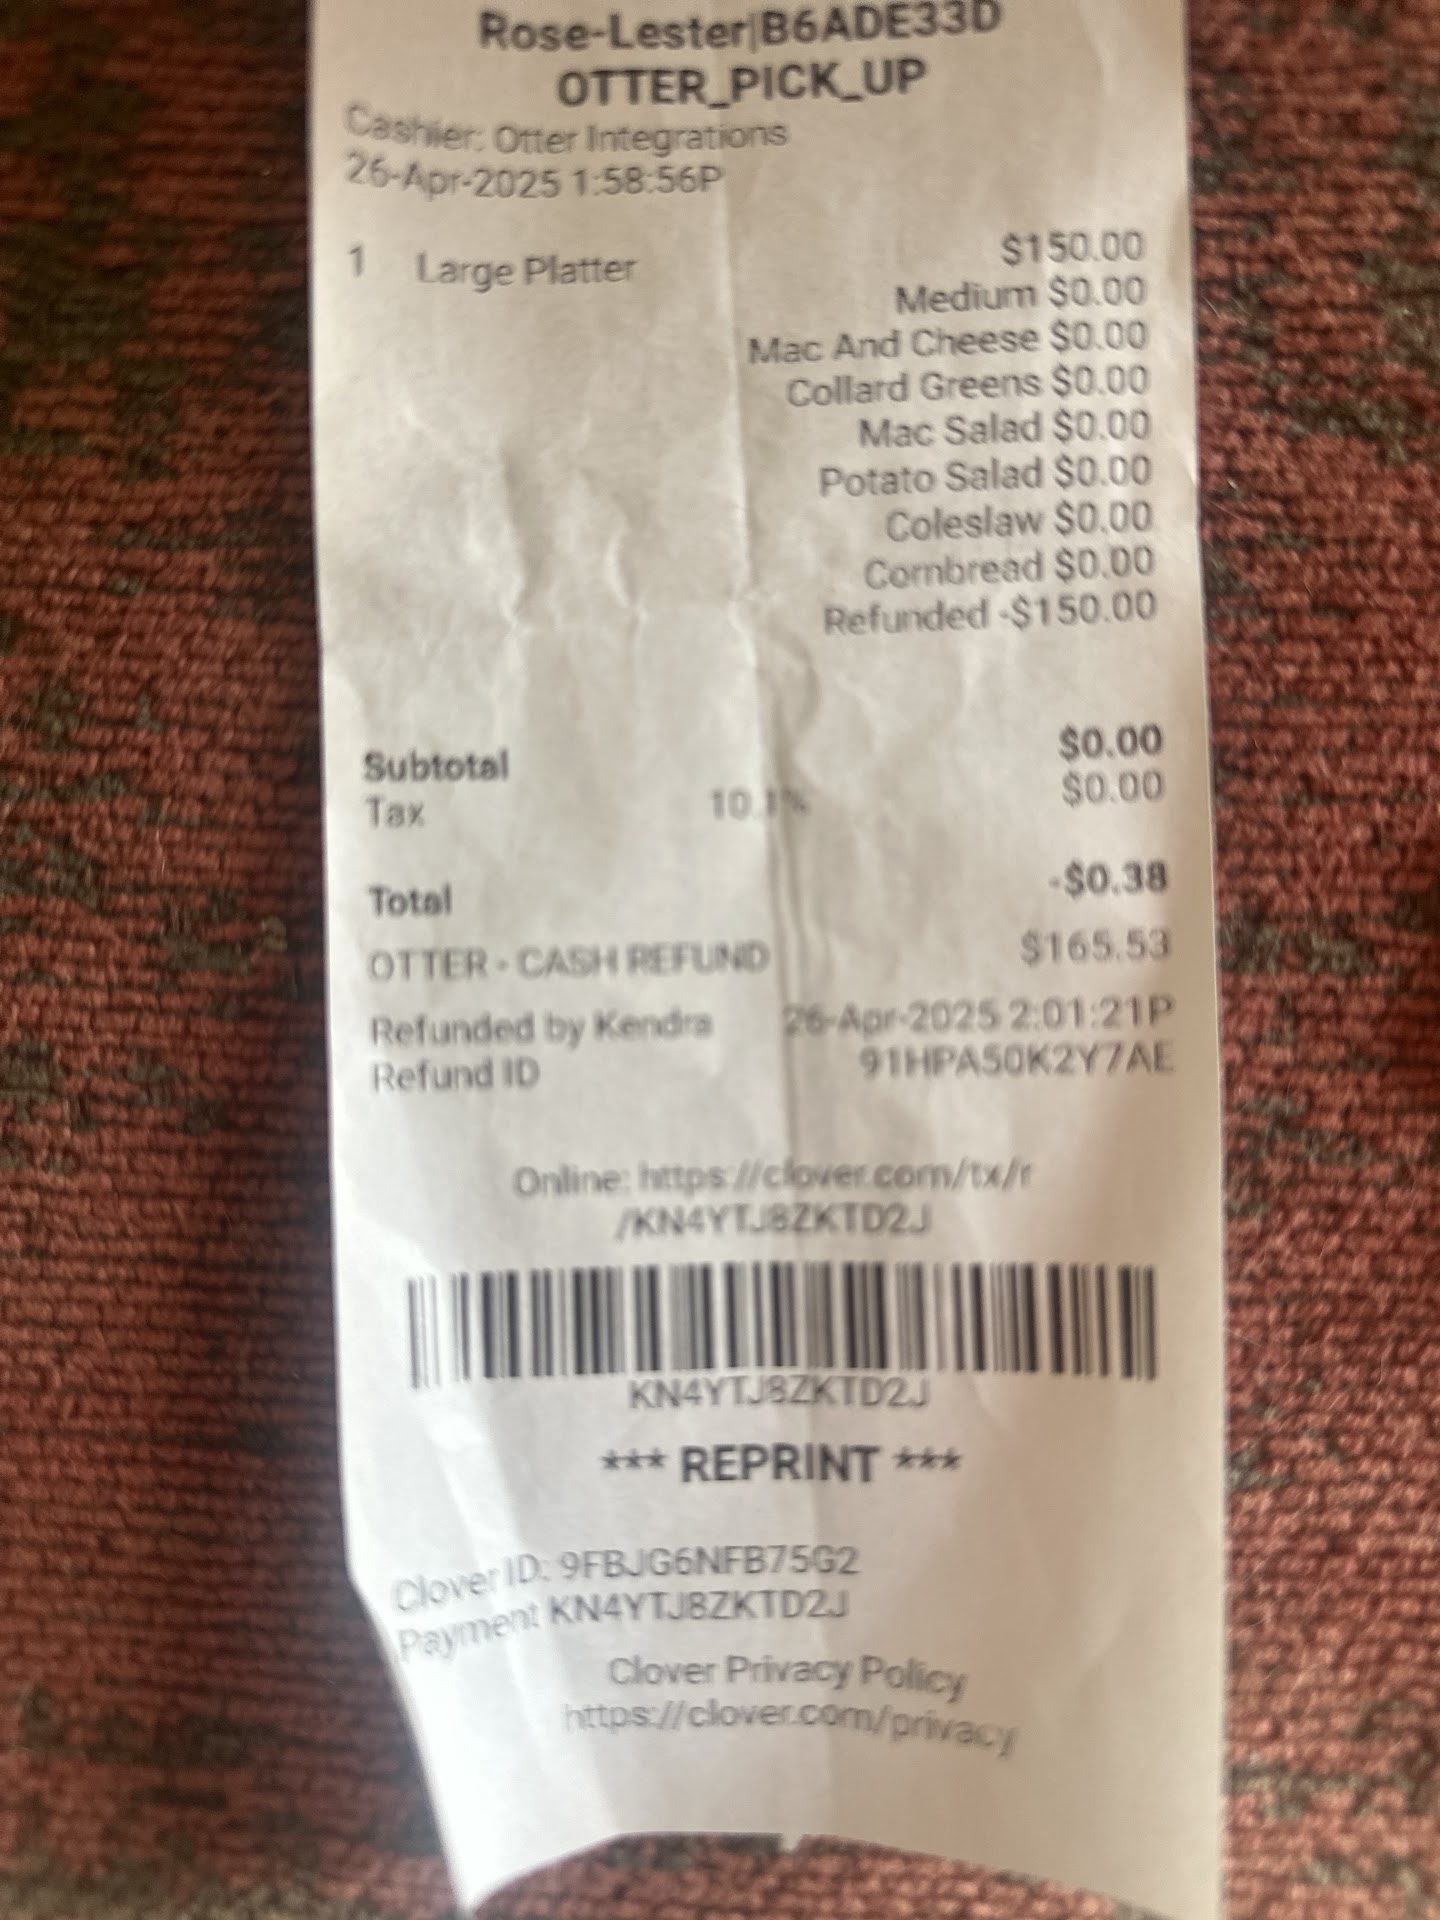 Rose-Lester|B6ADE33D
OTTER_PICK_UP
Cashier: Otter Integrations
26-Apr-2025 1:58:56P
1 Large Platter $150.00
Medium $0.00
Mac And Cheese $0.00
Collard Greens $0.00
Mac Salad $0.00
Potato Salad $0.00
Coleslaw $0.00
Cornbread $0.00
Refunded -$150.00
Subtotal $0.00
Tax 10.1% $0.00
Total -$0.38
OTTER - CASH REFUND $165.53
Refunded by Kendra 26-Apr-2025 2:01:21P
Refund ID 91HPA50K2Y7AE
Online: https://clover.com/tx/r
/KN4YTJ8ZKTD2J
KN4YTJ8ZKTD2J
*** REPRINT ***
Clover ID: 9FBJG6NFB75G2
Payment KN4YTJ8ZKTD2J
Clover Privacy Policy
https://clover.com/privacy